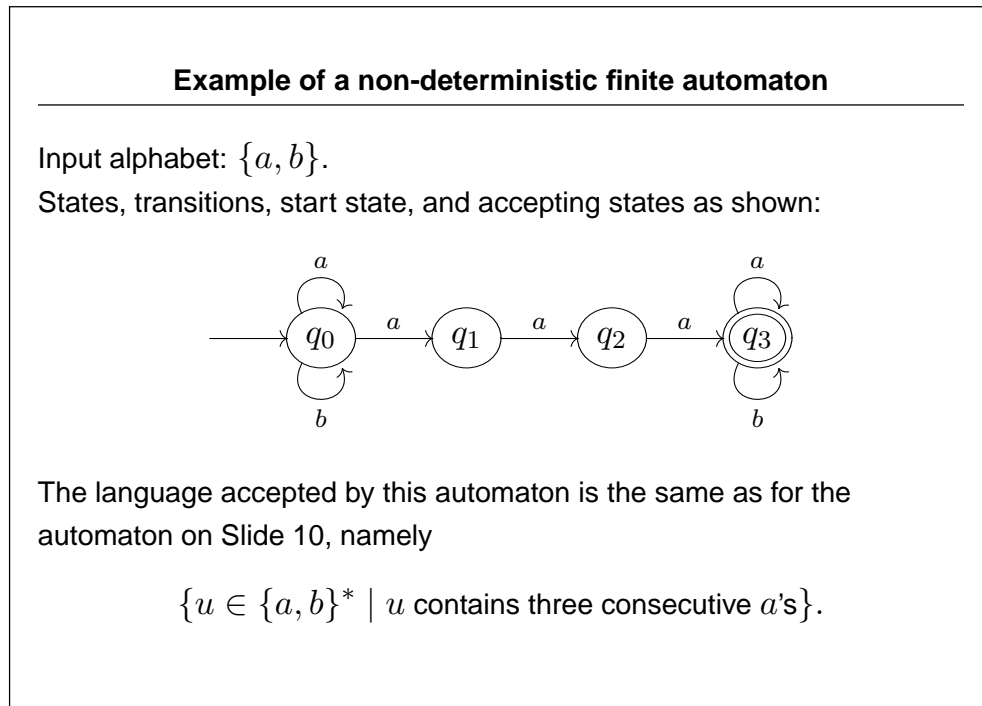 Example of a non-deterministic finite automaton
Input alphabet: {a, b}.
States, transitions, start state, and accepting states as shown:
a a
q₀ a q₁ a q₂ a q₃
b b
The language accepted by this automaton is the same as for the
automaton on Slide 10, namely
{u ∈ {a, b}* | u contains three consecutive a's}.